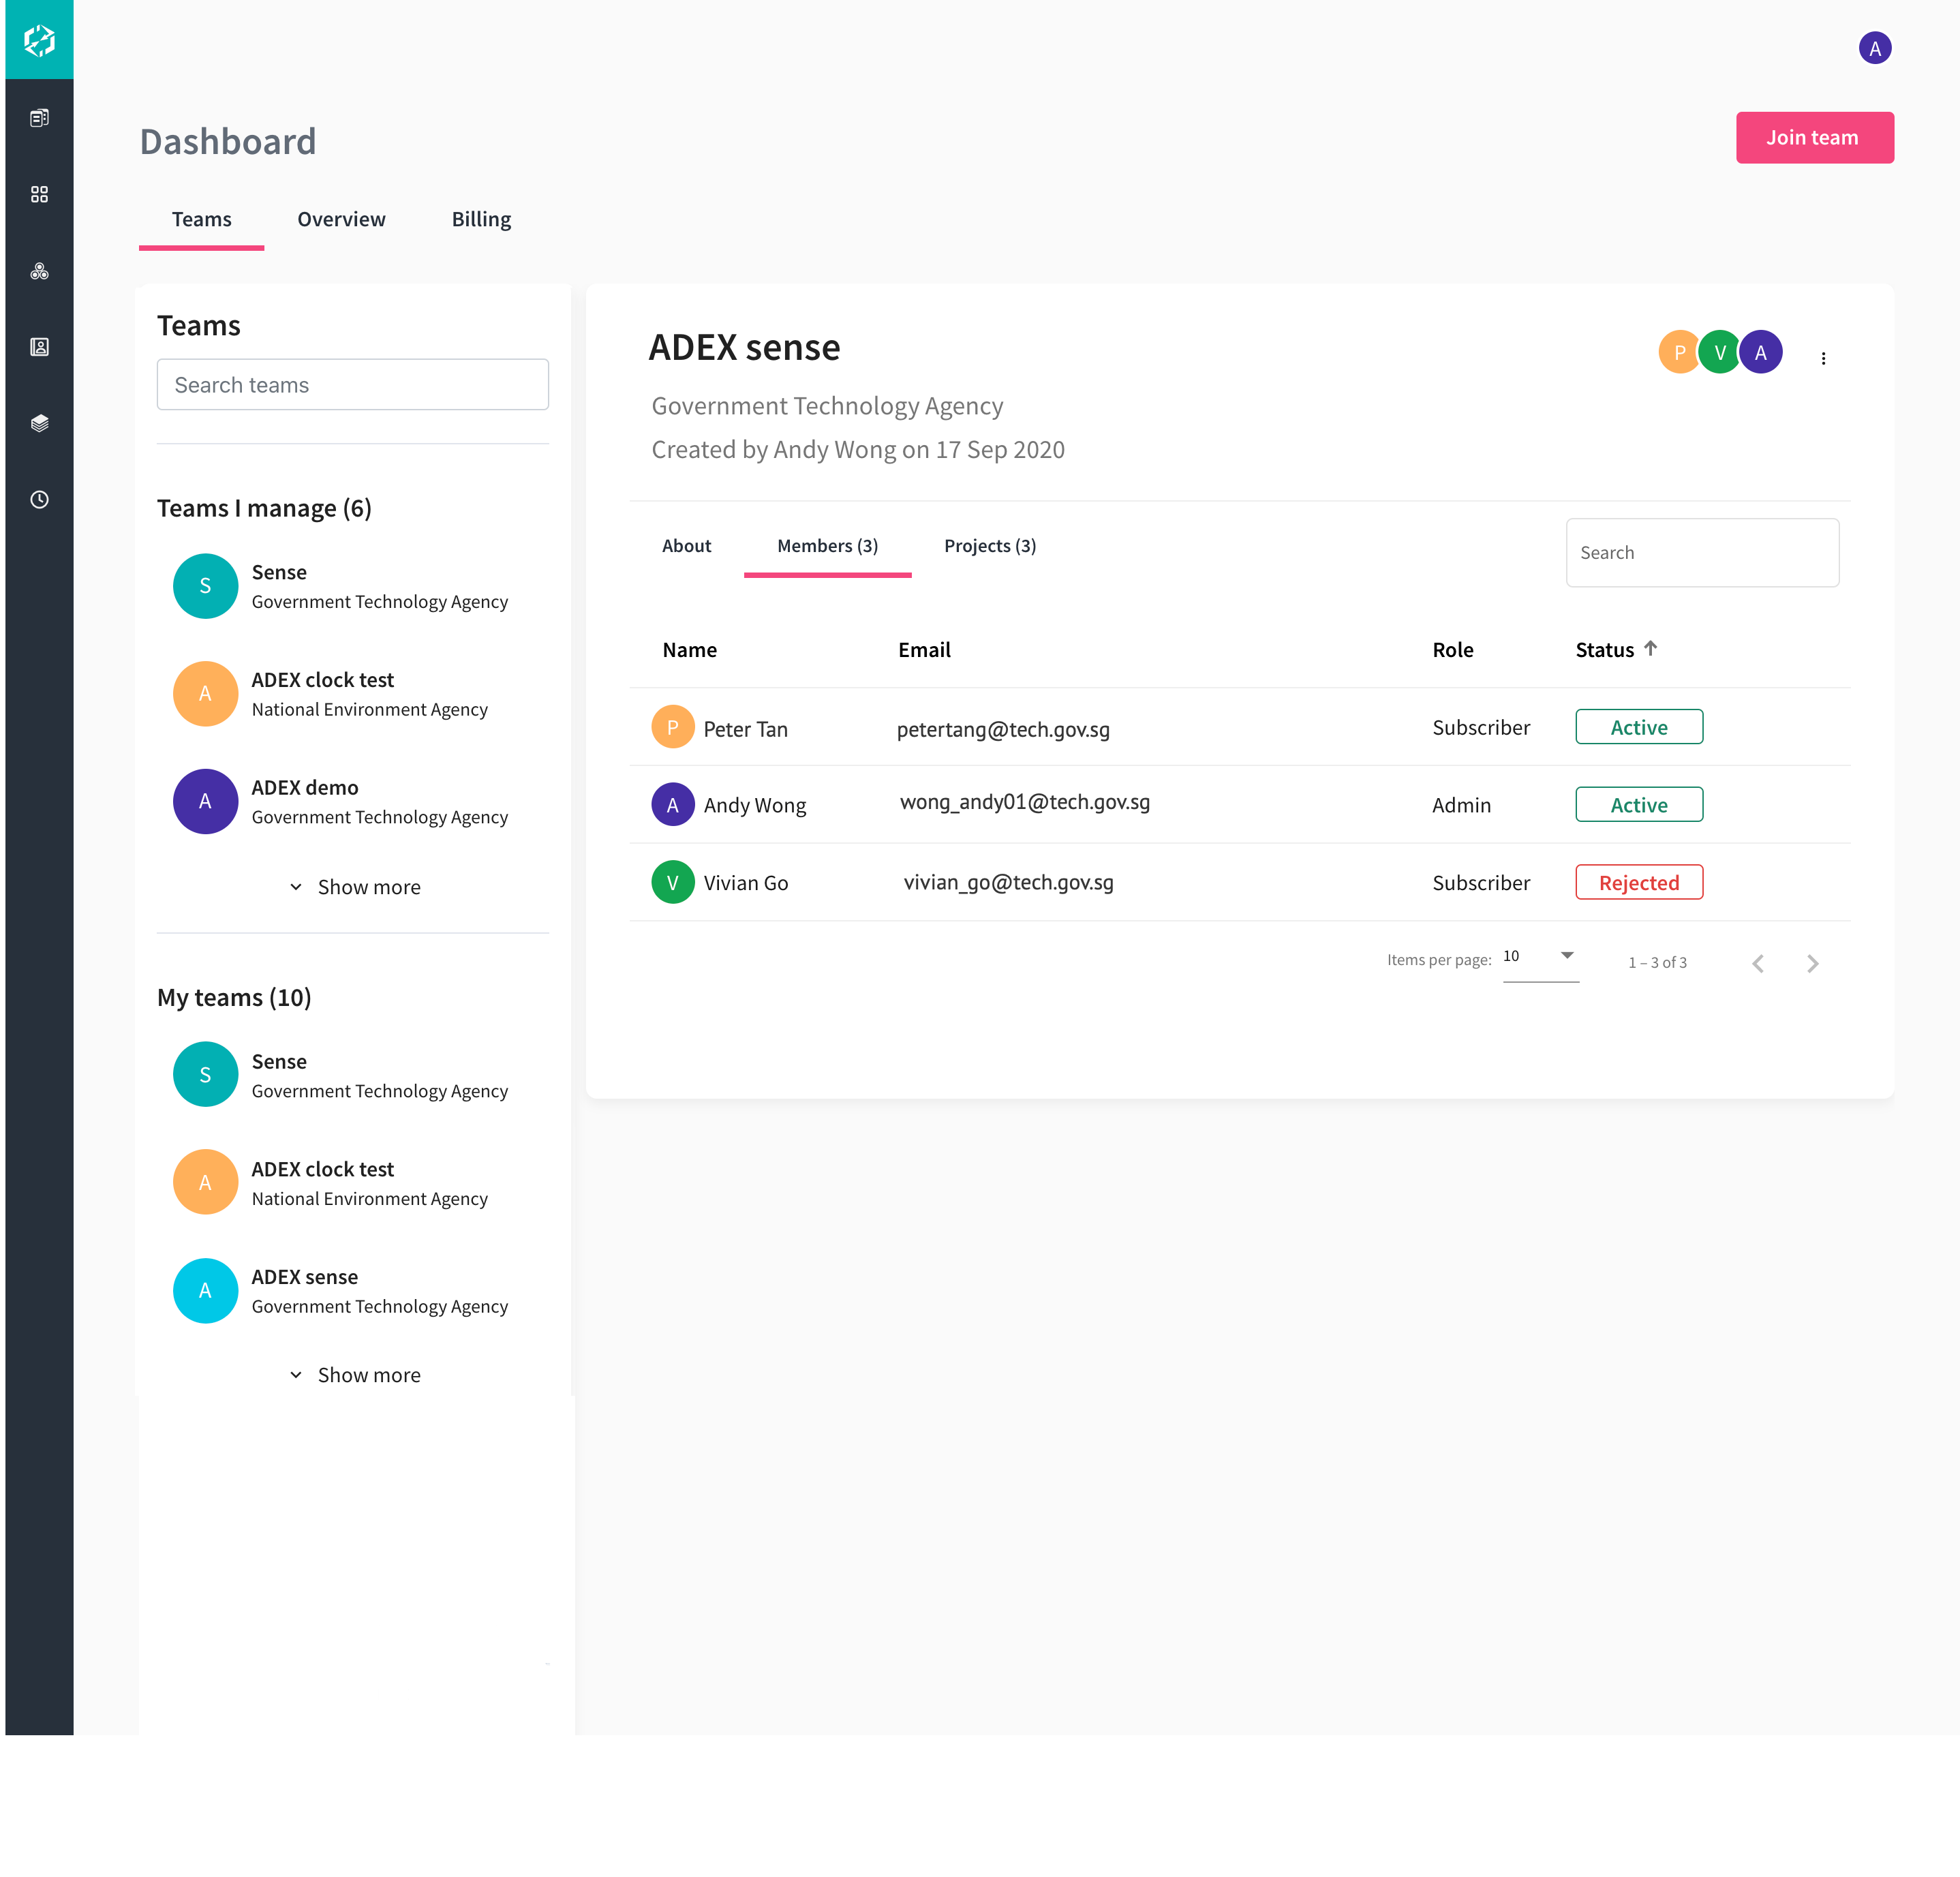 A
Dashboard
Join team
Teams Overview Billing
Teams
Search teams
Teams I manage (6)
S
Sense
Government Technology Agency
A
ADEX clock test
National Environment Agency
A
ADEX demo
Government Technology Agency
Show more
My teams (10)
S
Sense
Government Technology Agency
A
ADEX clock test
National Environment Agency
A
ADEX sense
Government Technology Agency
Show more
ADEX sense
P V A
Government Technology Agency
Created by Andy Wong on 17 Sep 2020
About Members (3) Projects (3)
Search
Name Email Role Status
P Peter Tan petertang@tech.gov.sg Subscriber Active
A Andy Wong wong_andy01@tech.gov.sg Admin Active
V Vivian Go vivian_go@tech.gov.sg Subscriber Rejected
Items per page: 10 1 – 3 of 3